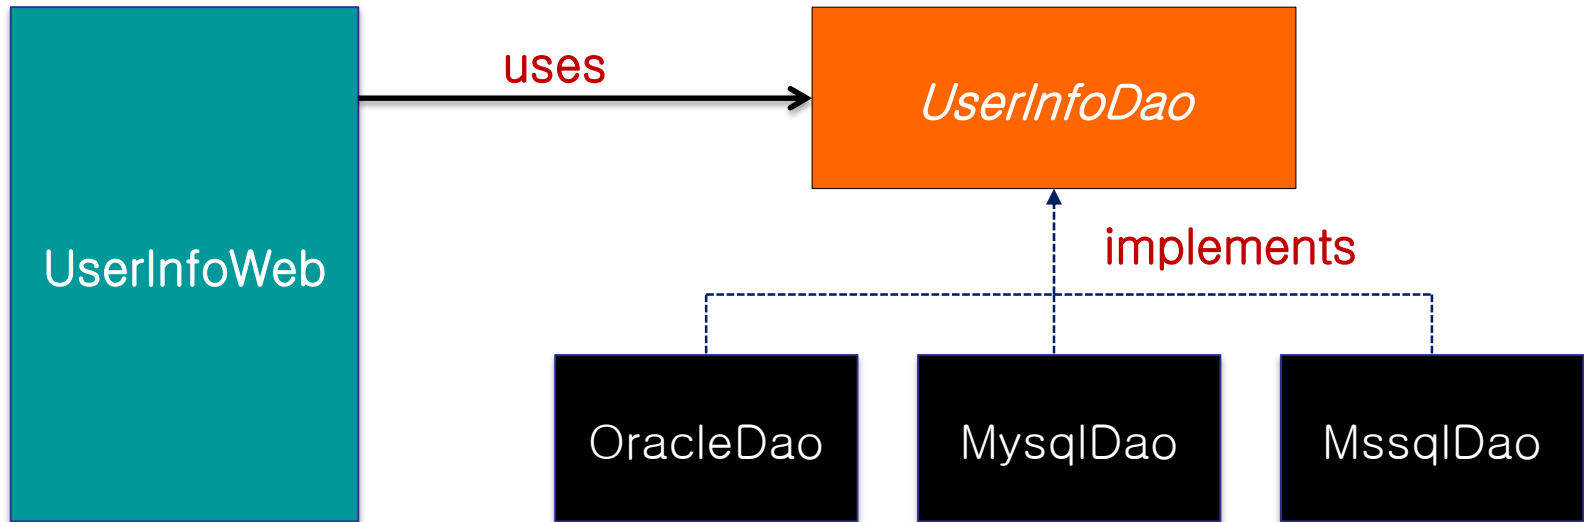 uses
UserInfoDao
implements
UserInfoWeb
OracleDao
MysqlDao
MssqlDao